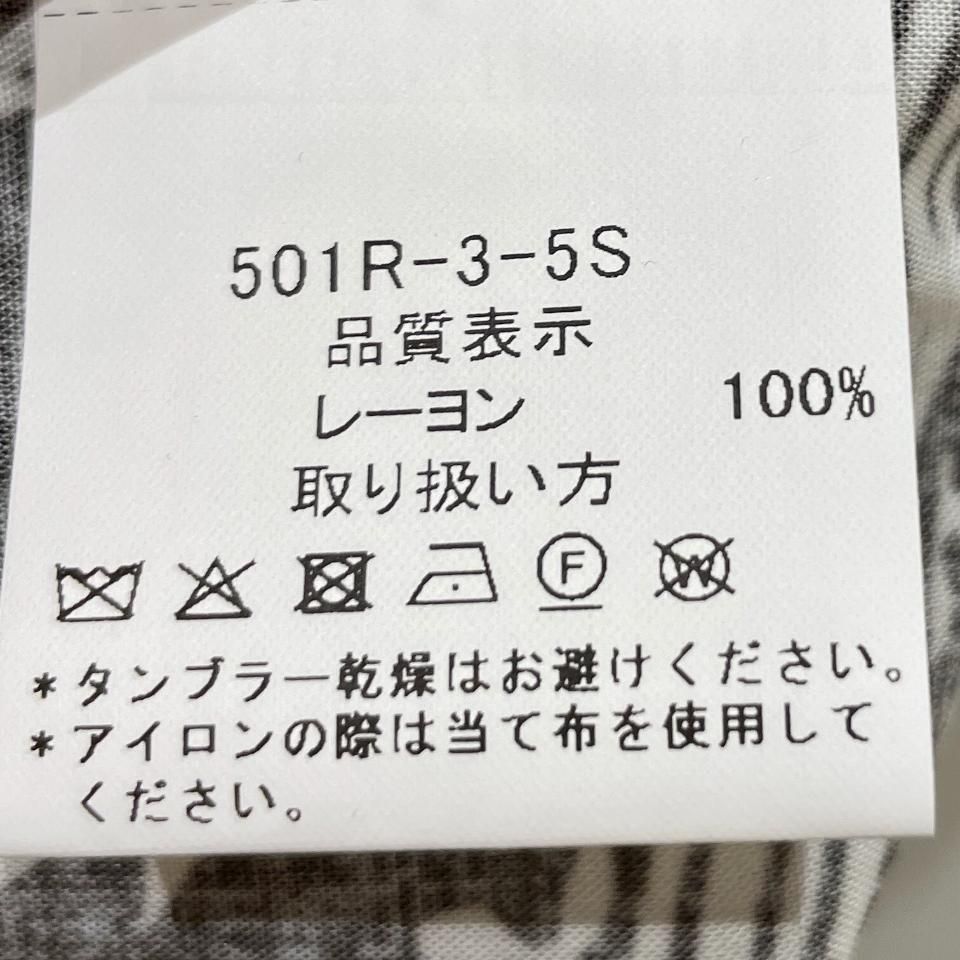 501R-3-5S
品質表示
レーヨン 100%
取り扱い方
F W
*タンブラー乾燥はお避けください。
*アイロンの際は当て布を使用して
ください。